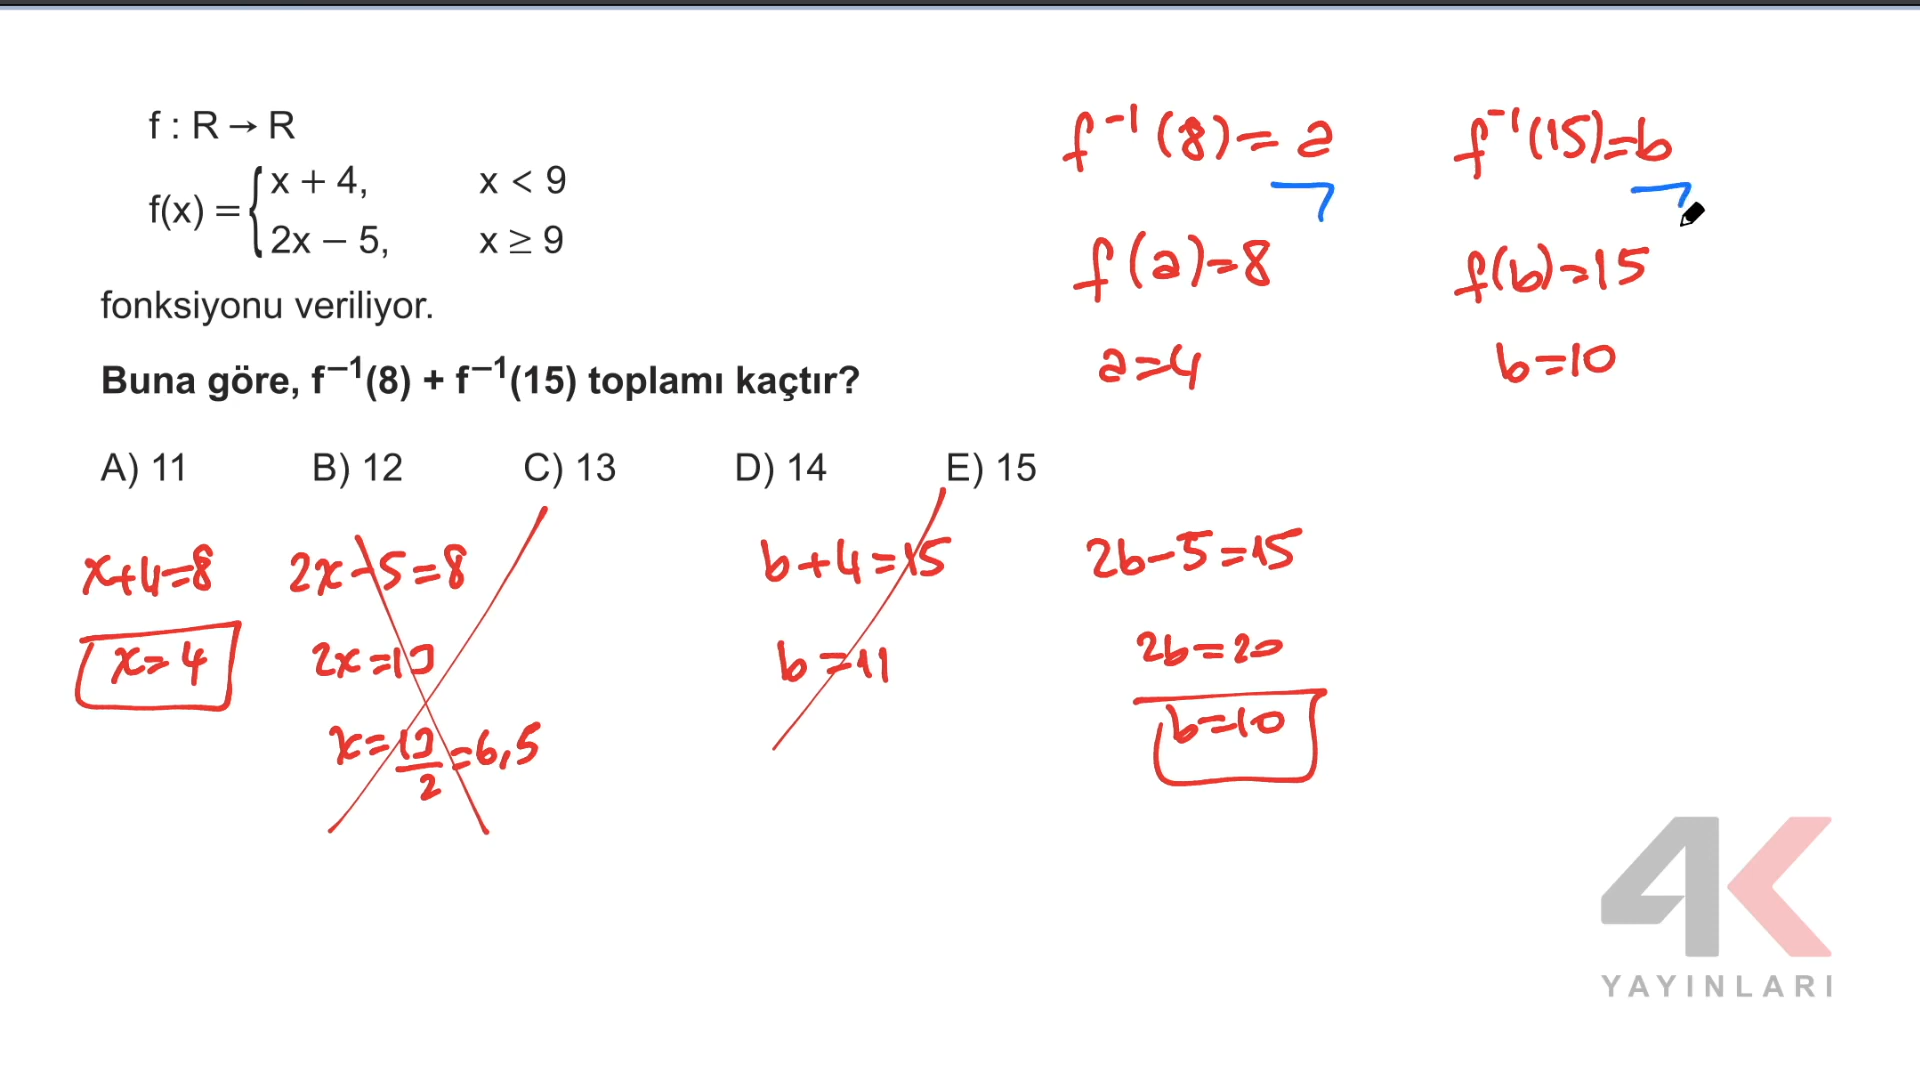 f : R → R
f(x) = { x + 4, x < 9
2x – 5, x ≥ 9
fonksiyonu veriliyor.
Buna göre, f⁻¹(8) + f⁻¹(15) toplamı kaçtır?
A) 11 B) 12 C) 13 D) 14 E) 15
f⁻¹(8)=a
f(a)=8
a=4
f⁻¹(15)=b
f(b)=15
b=10
x+4=8
x=4
2x-5=8
2x=13
x=13/2=6,5
b+4=15
b=11
2b-5=15
2b=20
b=10
4K
YAYINLARI